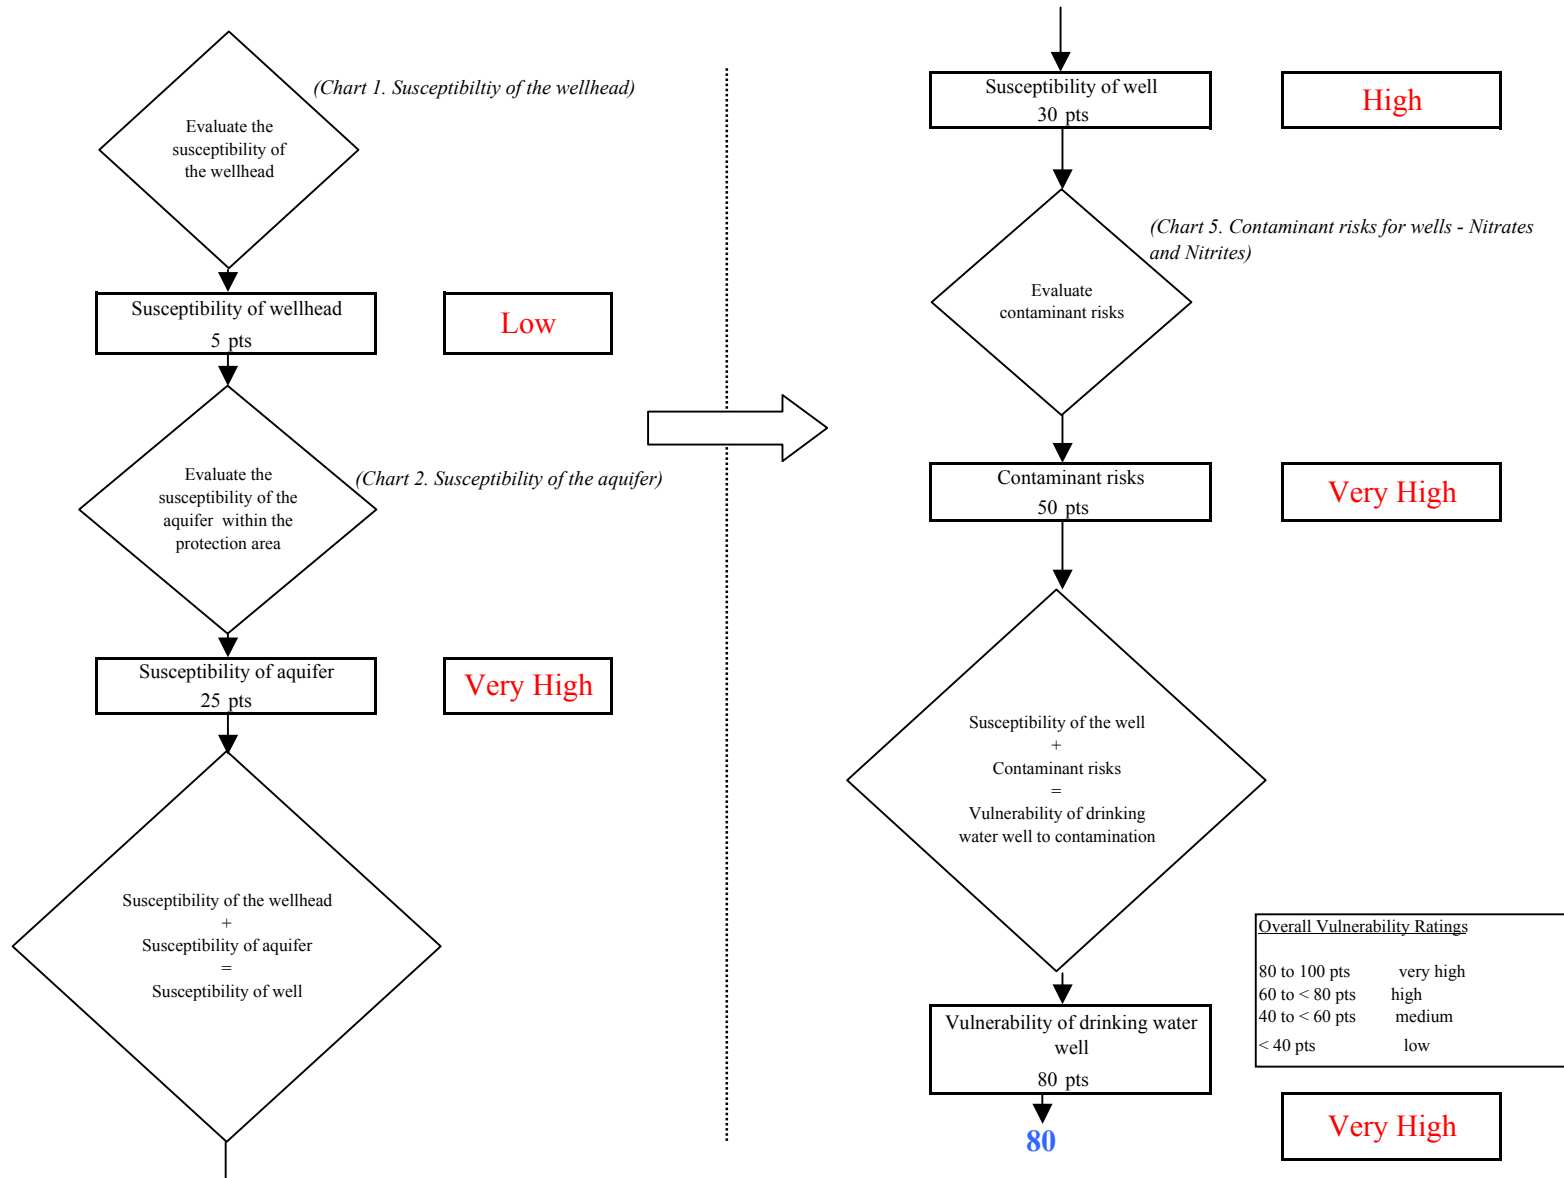 (Chart 1. Susceptibiltiy of the wellhead)
Evaluate the
susceptibility of
the wellhead
Susceptibility of wellhead
5 pts
Low
Evaluate the
susceptibility of the
aquifer within the
protection area
(Chart 2. Susceptibility of the aquifer)
Susceptibility of aquifer
25 pts
Very High
Susceptibility of the wellhead
+
Susceptibility of aquifer
=
Susceptibility of well
Susceptibility of well
30 pts
High
(Chart 5. Contaminant risks for wells - Nitrates
and Nitrites)
Evaluate
contaminant risks
Contaminant risks
50 pts
Very High
Susceptibility of the well
+
Contaminant risks
=
Vulnerability of drinking
water well to contamination
Overall Vulnerability Ratings
80 to 100 pts very high
60 to < 80 pts high
40 to < 60 pts medium
< 40 pts low
Vulnerability of drinking water
well
80 pts
80
Very High